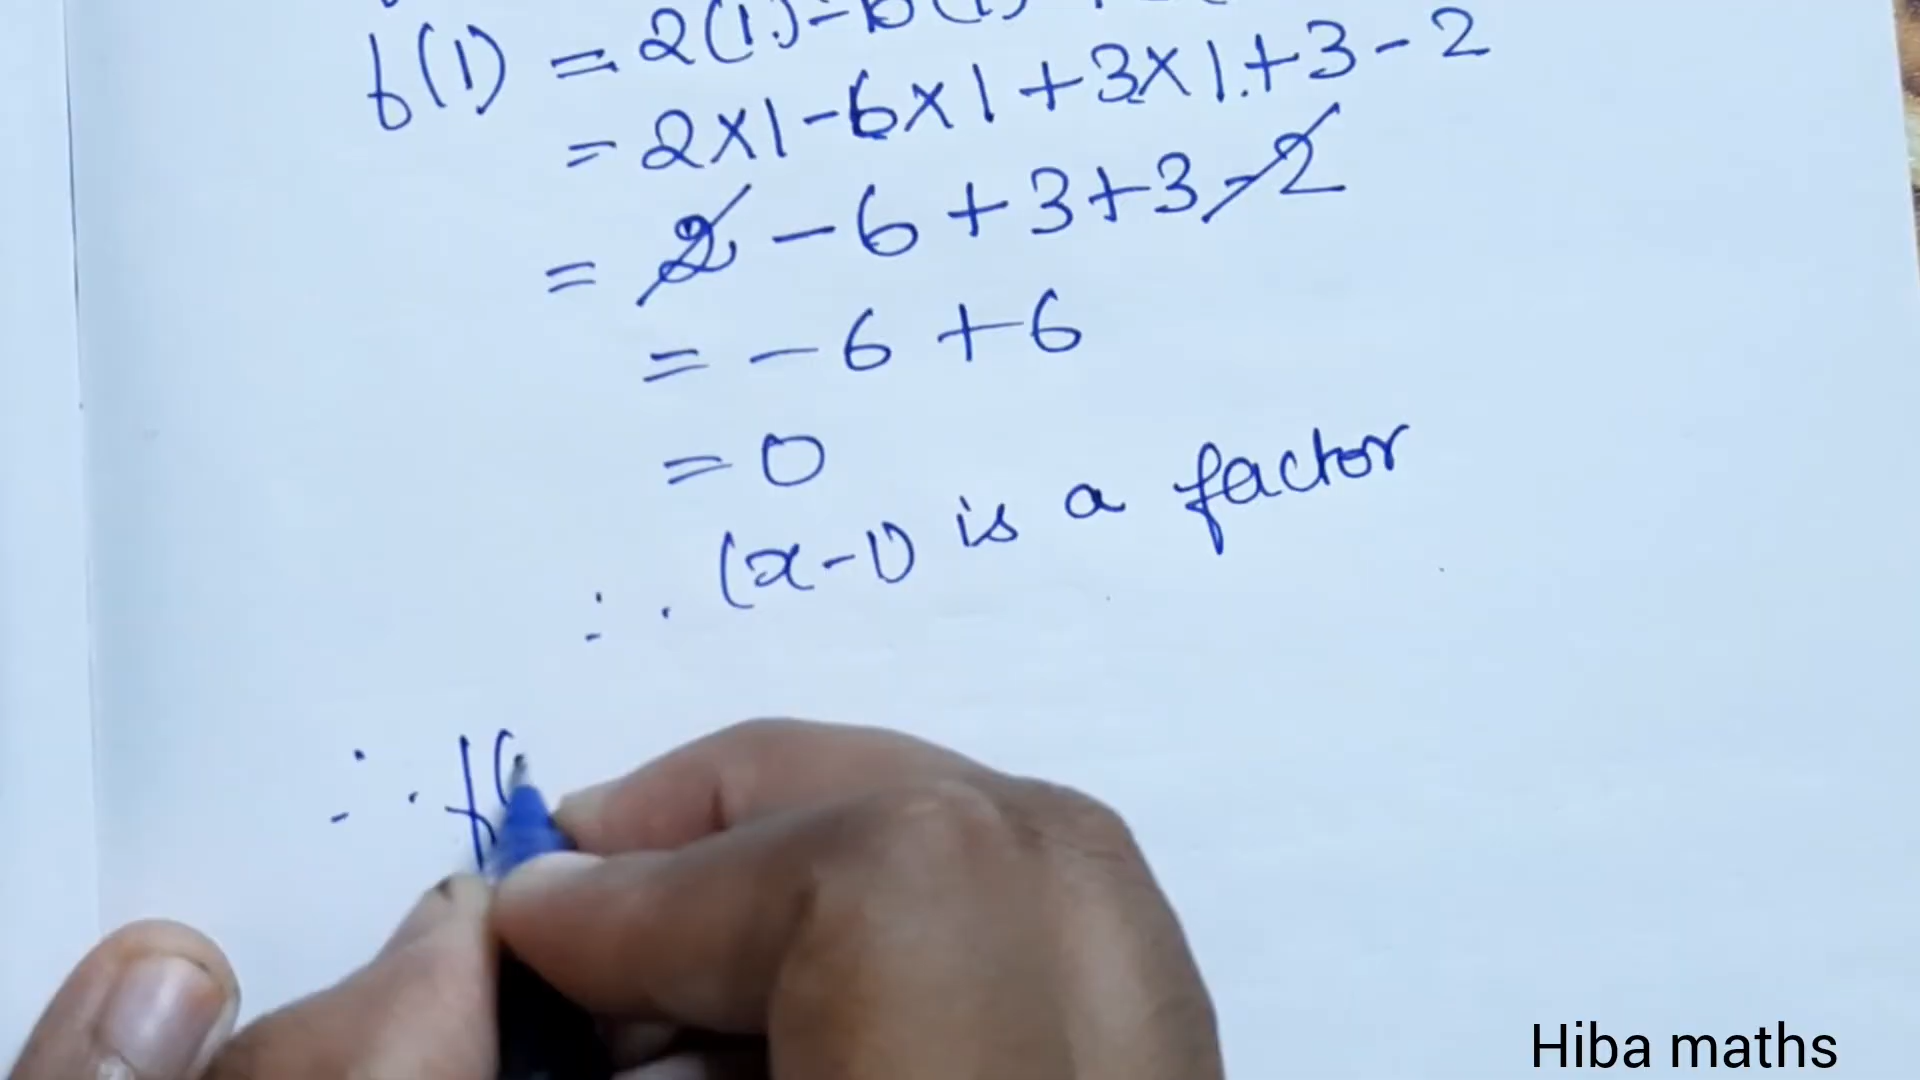 f(1) = 2(1) - 6(1)
= 2×1-6×1+3×1+3-2
= 2 - 6 + 3+3-2
= - 6 + 6
= 0
∴ (x-1) is a factor
∴ f(
Hiba maths